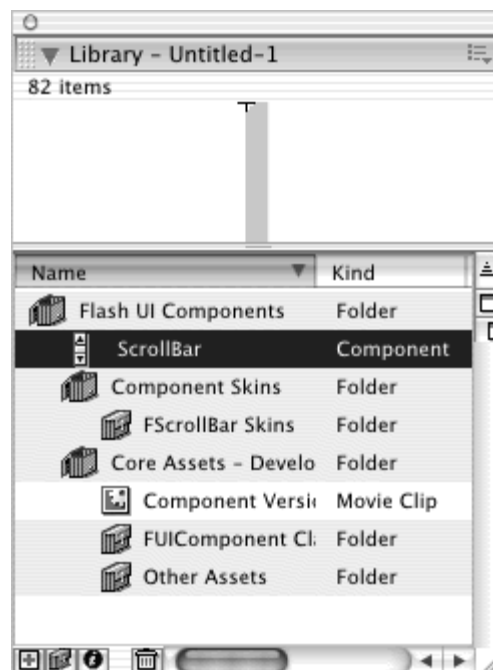 Library – Untitled-1
82 items
Name Kind
Flash UI Components Folder
ScrollBar Component
Component Skins Folder
FScrollBar Skins Folder
Core Assets – Develo Folder
Component Versi Movie Clip
FUIComponent Cl Folder
Other Assets Folder